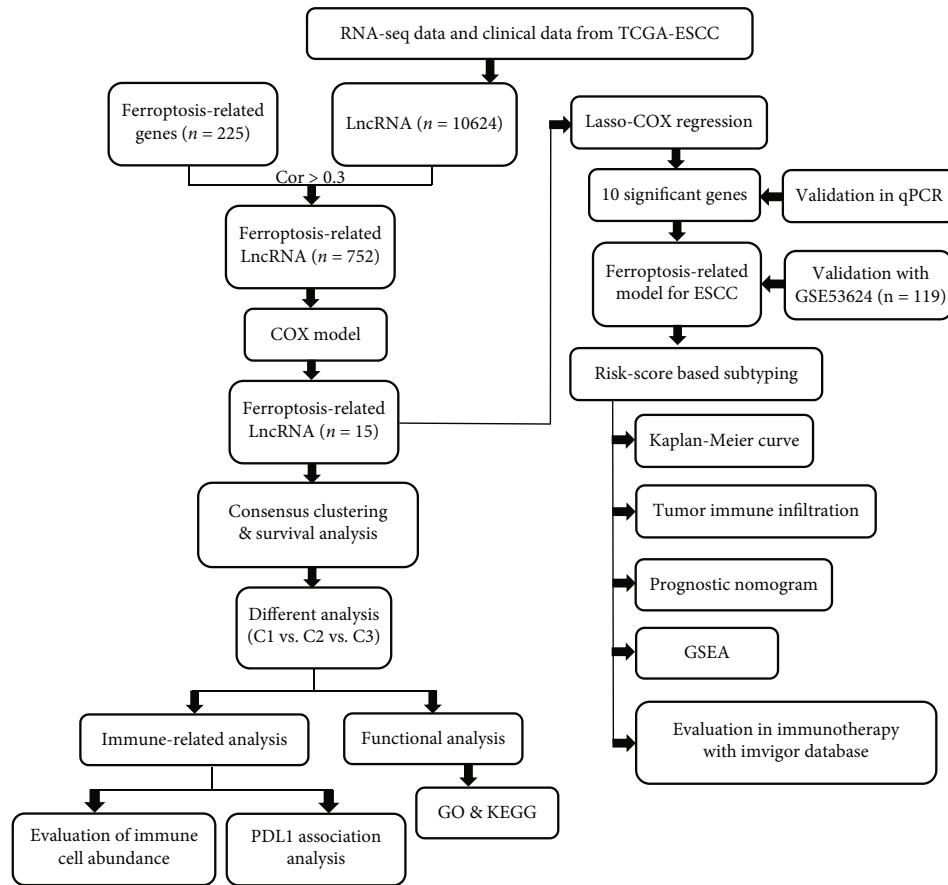 RNA-seq data and clinical data from TCGA-ESCC
Ferroptosis-related
genes (n = 225)
LncRNA (n = 10624)
Cor > 0.3
Ferroptosis-related
LncRNA (n = 752)
COX model
Ferroptosis-related
LncRNA (n = 15)
Consensus clustering
& survival analysis
Different analysis
(C1 vs. C2 vs. C3)
Immune-related analysis
Functional analysis
Evaluation of immune
cell abundance
PDL1 association
analysis
GO & KEGG
Lasso-COX regression
10 significant genes
Validation in qPCR
Ferroptosis-related
model for ESCC
Validation with
GSE53624 (n = 119)
Risk-score based subtyping
Kaplan-Meier curve
Tumor immune infiltration
Prognostic nomogram
GSEA
Evaluation in immunotherapy
with imvigor database